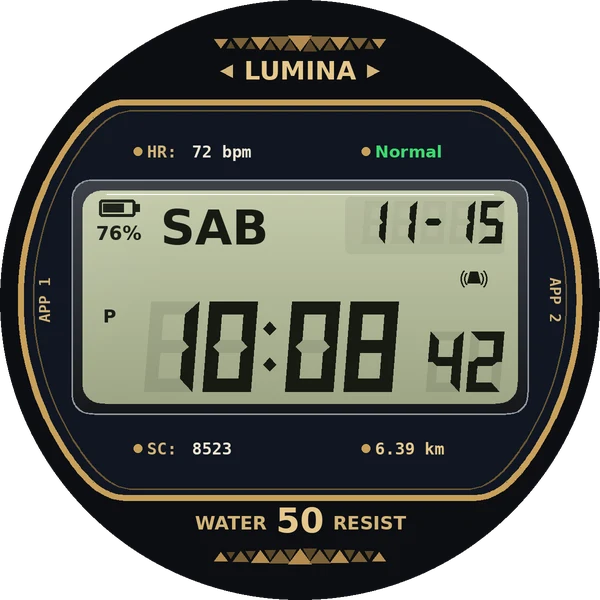 ◄ LUMINA ►
HR: 72 bpm
Normal
76%
SAB
11-15
APP 1
APP 2
P
10:08 42
SC: 8523
6.39 km
WATER 50 RESIST